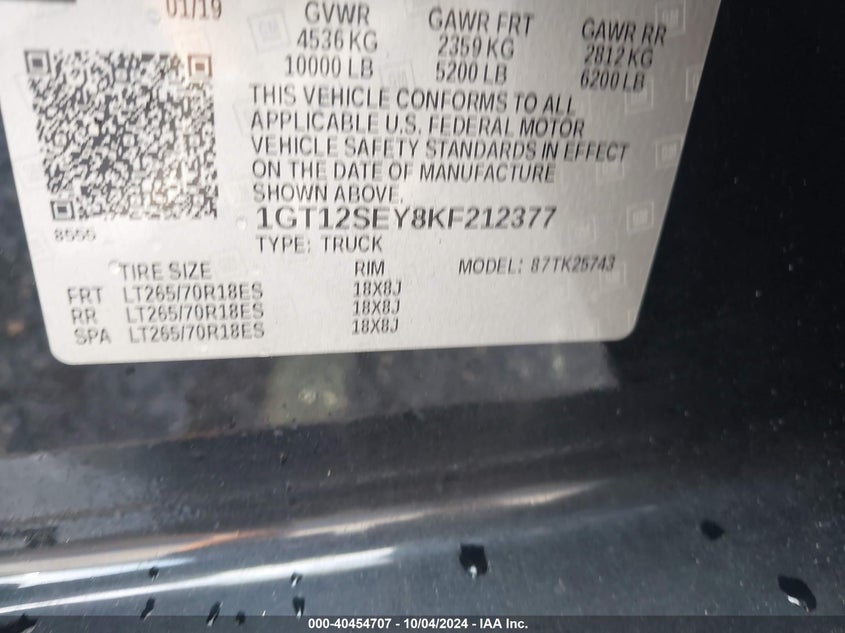 01/19 GVWR GAWR FRT GAWR RR
4536 KG 2359 KG 2812 KG
10000 LB 5200 LB 6200 LB
THIS VEHICLE CONFORMS TO ALL
APPLICABLE U.S. FEDERAL MOTOR
VEHICLE SAFETY STANDARDS IN EFFECT
ON THE DATE OF MANUFACTURE
SHOWN ABOVE.
8555
1GT12SEY8KF212377
TYPE: TRUCK
TIRE SIZE RIM MODEL: 87TK25743
FRT LT265/70R18ES 18X8J
RR LT265/70R18ES 18X8J
SPA LT265/70R18ES 18X8J
000-40454707 - 10/04/2024 - IAA Inc.